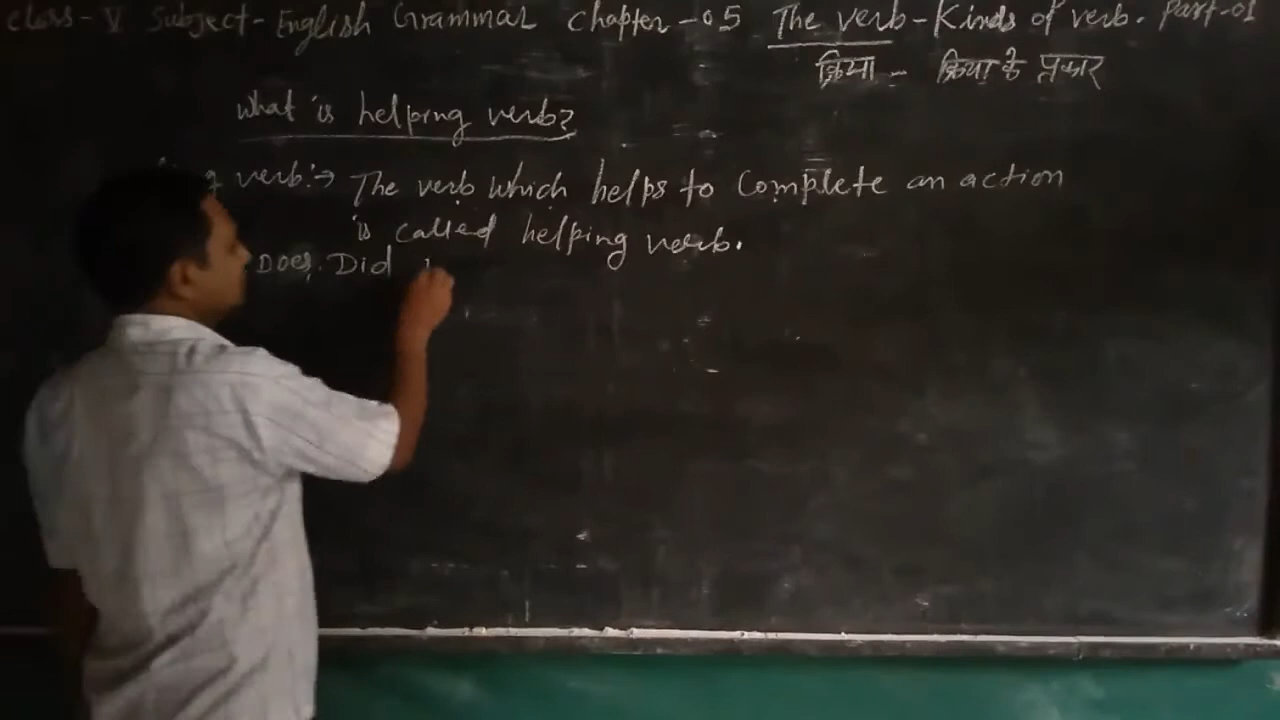 class-V Subject-English Grammar Chapter-05 The verb-Kinds of verb. Part-01
क्रिया - क्रिया के प्रकार
what is helping verb?
verb:→ The verb which helps to complete an action
is called helping verb.
Does, Did